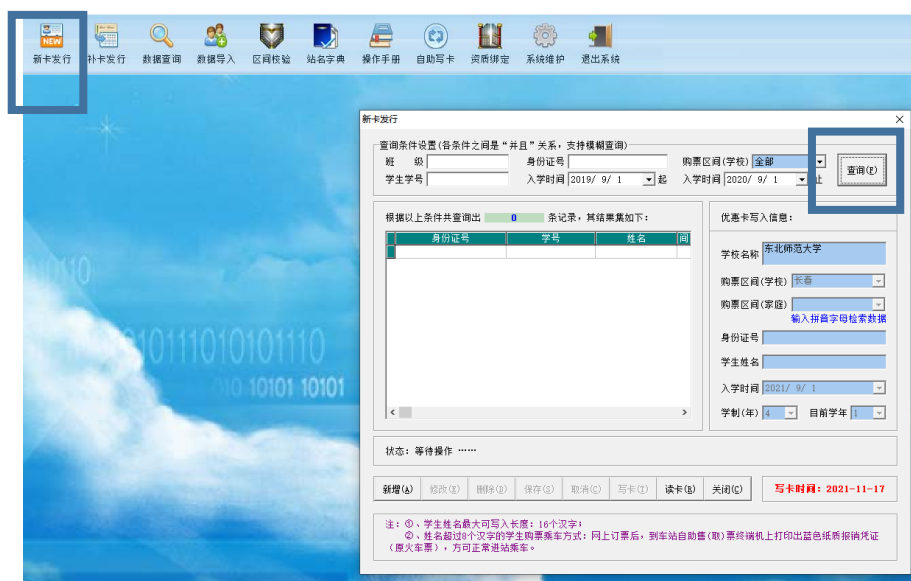 NEW
新卡发行 补卡发行 数据查询 数据导入 区间校验 站名字典 操作手册 自助写卡 资质绑定 系统维护 退出系统
新卡发行
查询条件设置(各条件之间是“并且”关系，支持模糊查询)
班 级 身份证号 购票区间(学校) 全部
学生学号 入学时间 2019/ 9/ 1 起 入学时间 2020/ 9/ 1 止
查询(F)
根据以上条件共查询出 0 条记录，其结果集如下：
身份证号 学号 姓名 间
优惠卡写入信息：
学校名称 东北师范大学
购票区间(学校) 长春
购票区间(家庭)
输入拼音字母检索数据
身份证号
学生姓名
入学时间 2021/ 9/ 1
学制(年) 4 目前学年 1
状态：等待操作 ……
新增(A) 修改(E) 删除(D) 保存(S) 取消(C) 写卡(I) 读卡(R) 关闭(C) 写卡时间：2021-11-17
注：①、学生姓名最大可写入长度：16个汉字；
②、姓名超过8个汉字的学生购票乘车方式：网上订票后，到车站自助售(取)票终端机上打印出蓝色纸质报销凭证
（原火车票），方可正常进站乘车。
010
010111010101110
010 10101 10101